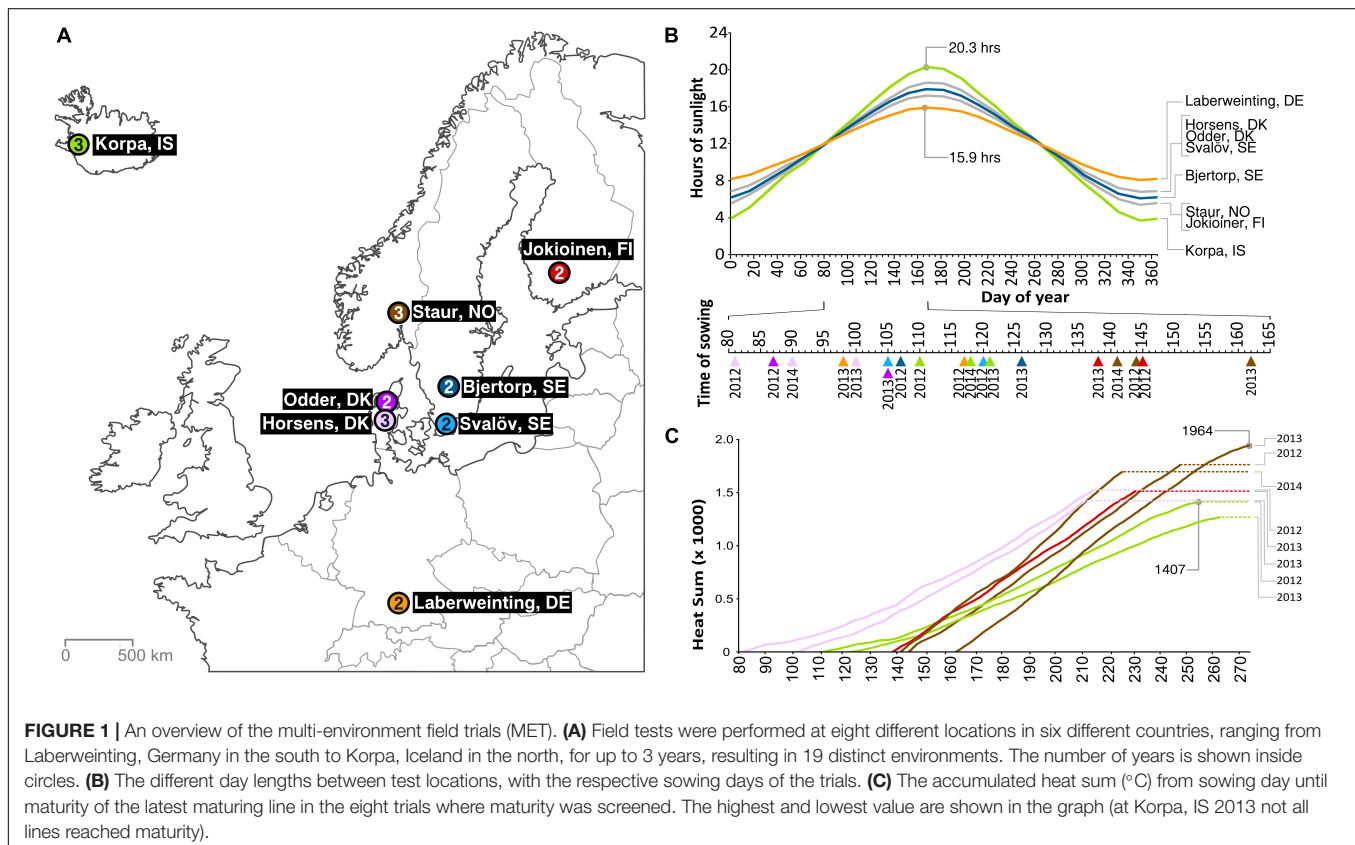 A
3 Korpa, IS
Jokioinen, FI
2
3 Staur, NO
2 Bjertorp, SE
Odder, DK 2
Horsens, DK 3
2 Svalöv, SE
2 Laberweinting, DE
0 500 km
B
Hours of sunlight
24
20
16
12
8
4
0
20.3 hrs
15.9 hrs
Laberweinting, DE
Horsens, DK
Odder, DK
Svalöv, SE
Bjertorp, SE
Staur, NO
Jokioiner, FI
Korpa, IS
0 20 40 60 80 100 120 140 160 180 200 220 240 260 280 300 320 340 360
Day of year
Time of sowing
80 85 90 95 100 105 110 115 120 125 130 135 140 145 150 155 160 165
2012 2012 2014 2013 2013 2013 2012 2012 2012 2014 2012 2013 2013 2013 2014 2012 2012 2013
C
Heat Sum (x 1000)
2.0
1.5
1.0
0.5
0
1964
1407
2013
2012
2014
2012
2013
2013
2012
2013
80 90 100 110 120 130 140 150 160 170 180 190 200 210 220 230 240 250 260 270
FIGURE 1 | An overview of the multi-environment field trials (MET). (A) Field tests were performed at eight different locations in six different countries, ranging from
Laberweinting, Germany in the south to Korpa, Iceland in the north, for up to 3 years, resulting in 19 distinct environments. The number of years is shown inside
circles. (B) The different day lengths between test locations, with the respective sowing days of the trials. (C) The accumulated heat sum (°C) from sowing day until
maturity of the latest maturing line in the eight trials where maturity was screened. The highest and lowest value are shown in the graph (at Korpa, IS 2013 not all
lines reached maturity).